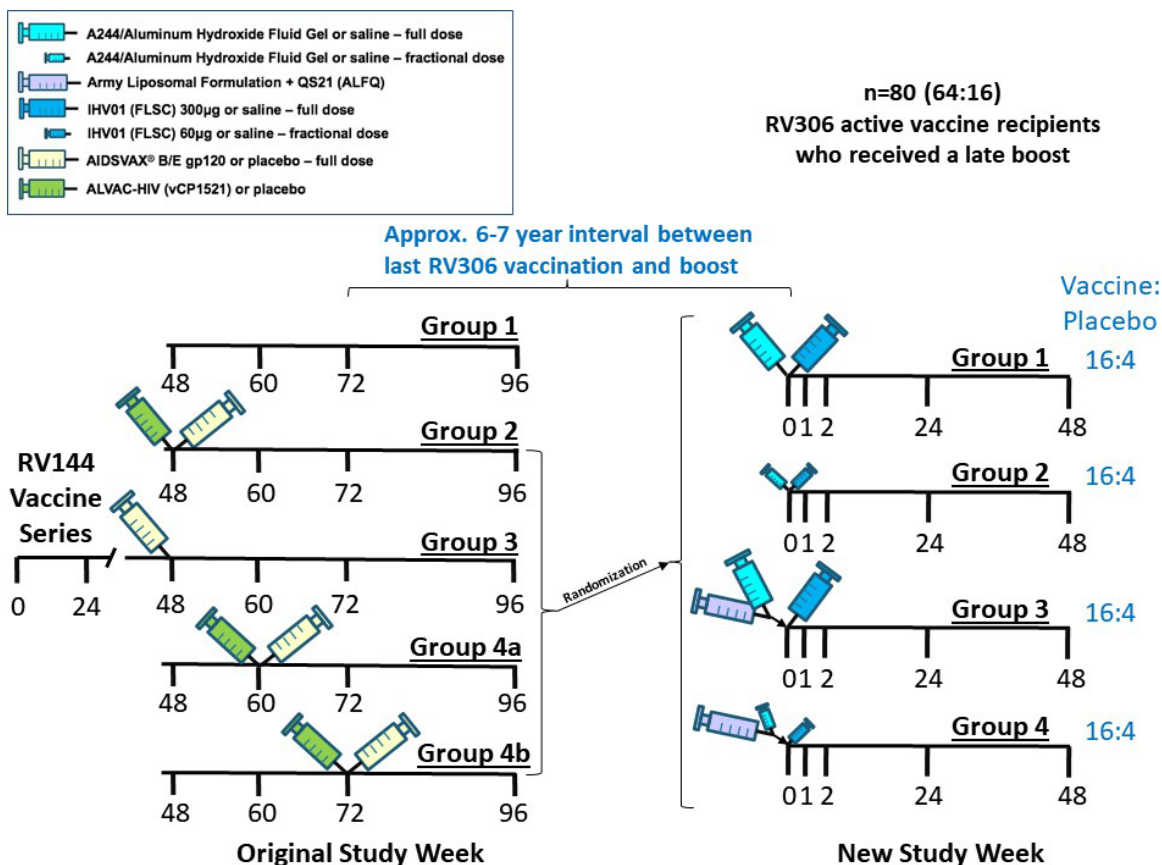 A244/Aluminum Hydroxide Fluid Gel or saline – full dose
A244/Aluminum Hydroxide Fluid Gel or saline – fractional dose
Army Liposomal Formulation + QS21 (ALFQ)
IHV01 (FLSC) 300µg or saline – full dose
IHV01 (FLSC) 60µg or saline – fractional dose
AIDSVAX® B/E gp120 or placebo – full dose
ALVAC-HIV (vCP1521) or placebo
n=80 (64:16)
RV306 active vaccine recipients
who received a late boost
Approx. 6-7 year interval between
last RV306 vaccination and boost
RV144
Vaccine
Series
0 24
Group 1
48 60 72 96
Group 2
48 60 72 96
Group 3
48 60 72 96
Group 4a
48 60 72 96
Group 4b
48 60 72 96
Original Study Week
Randomization
Vaccine:
Placebo
Group 1 16:4
0 1 2 24 48
Group 2 16:4
0 1 2 24 48
Group 3 16:4
0 1 2 24 48
Group 4 16:4
0 1 2 24 48
New Study Week